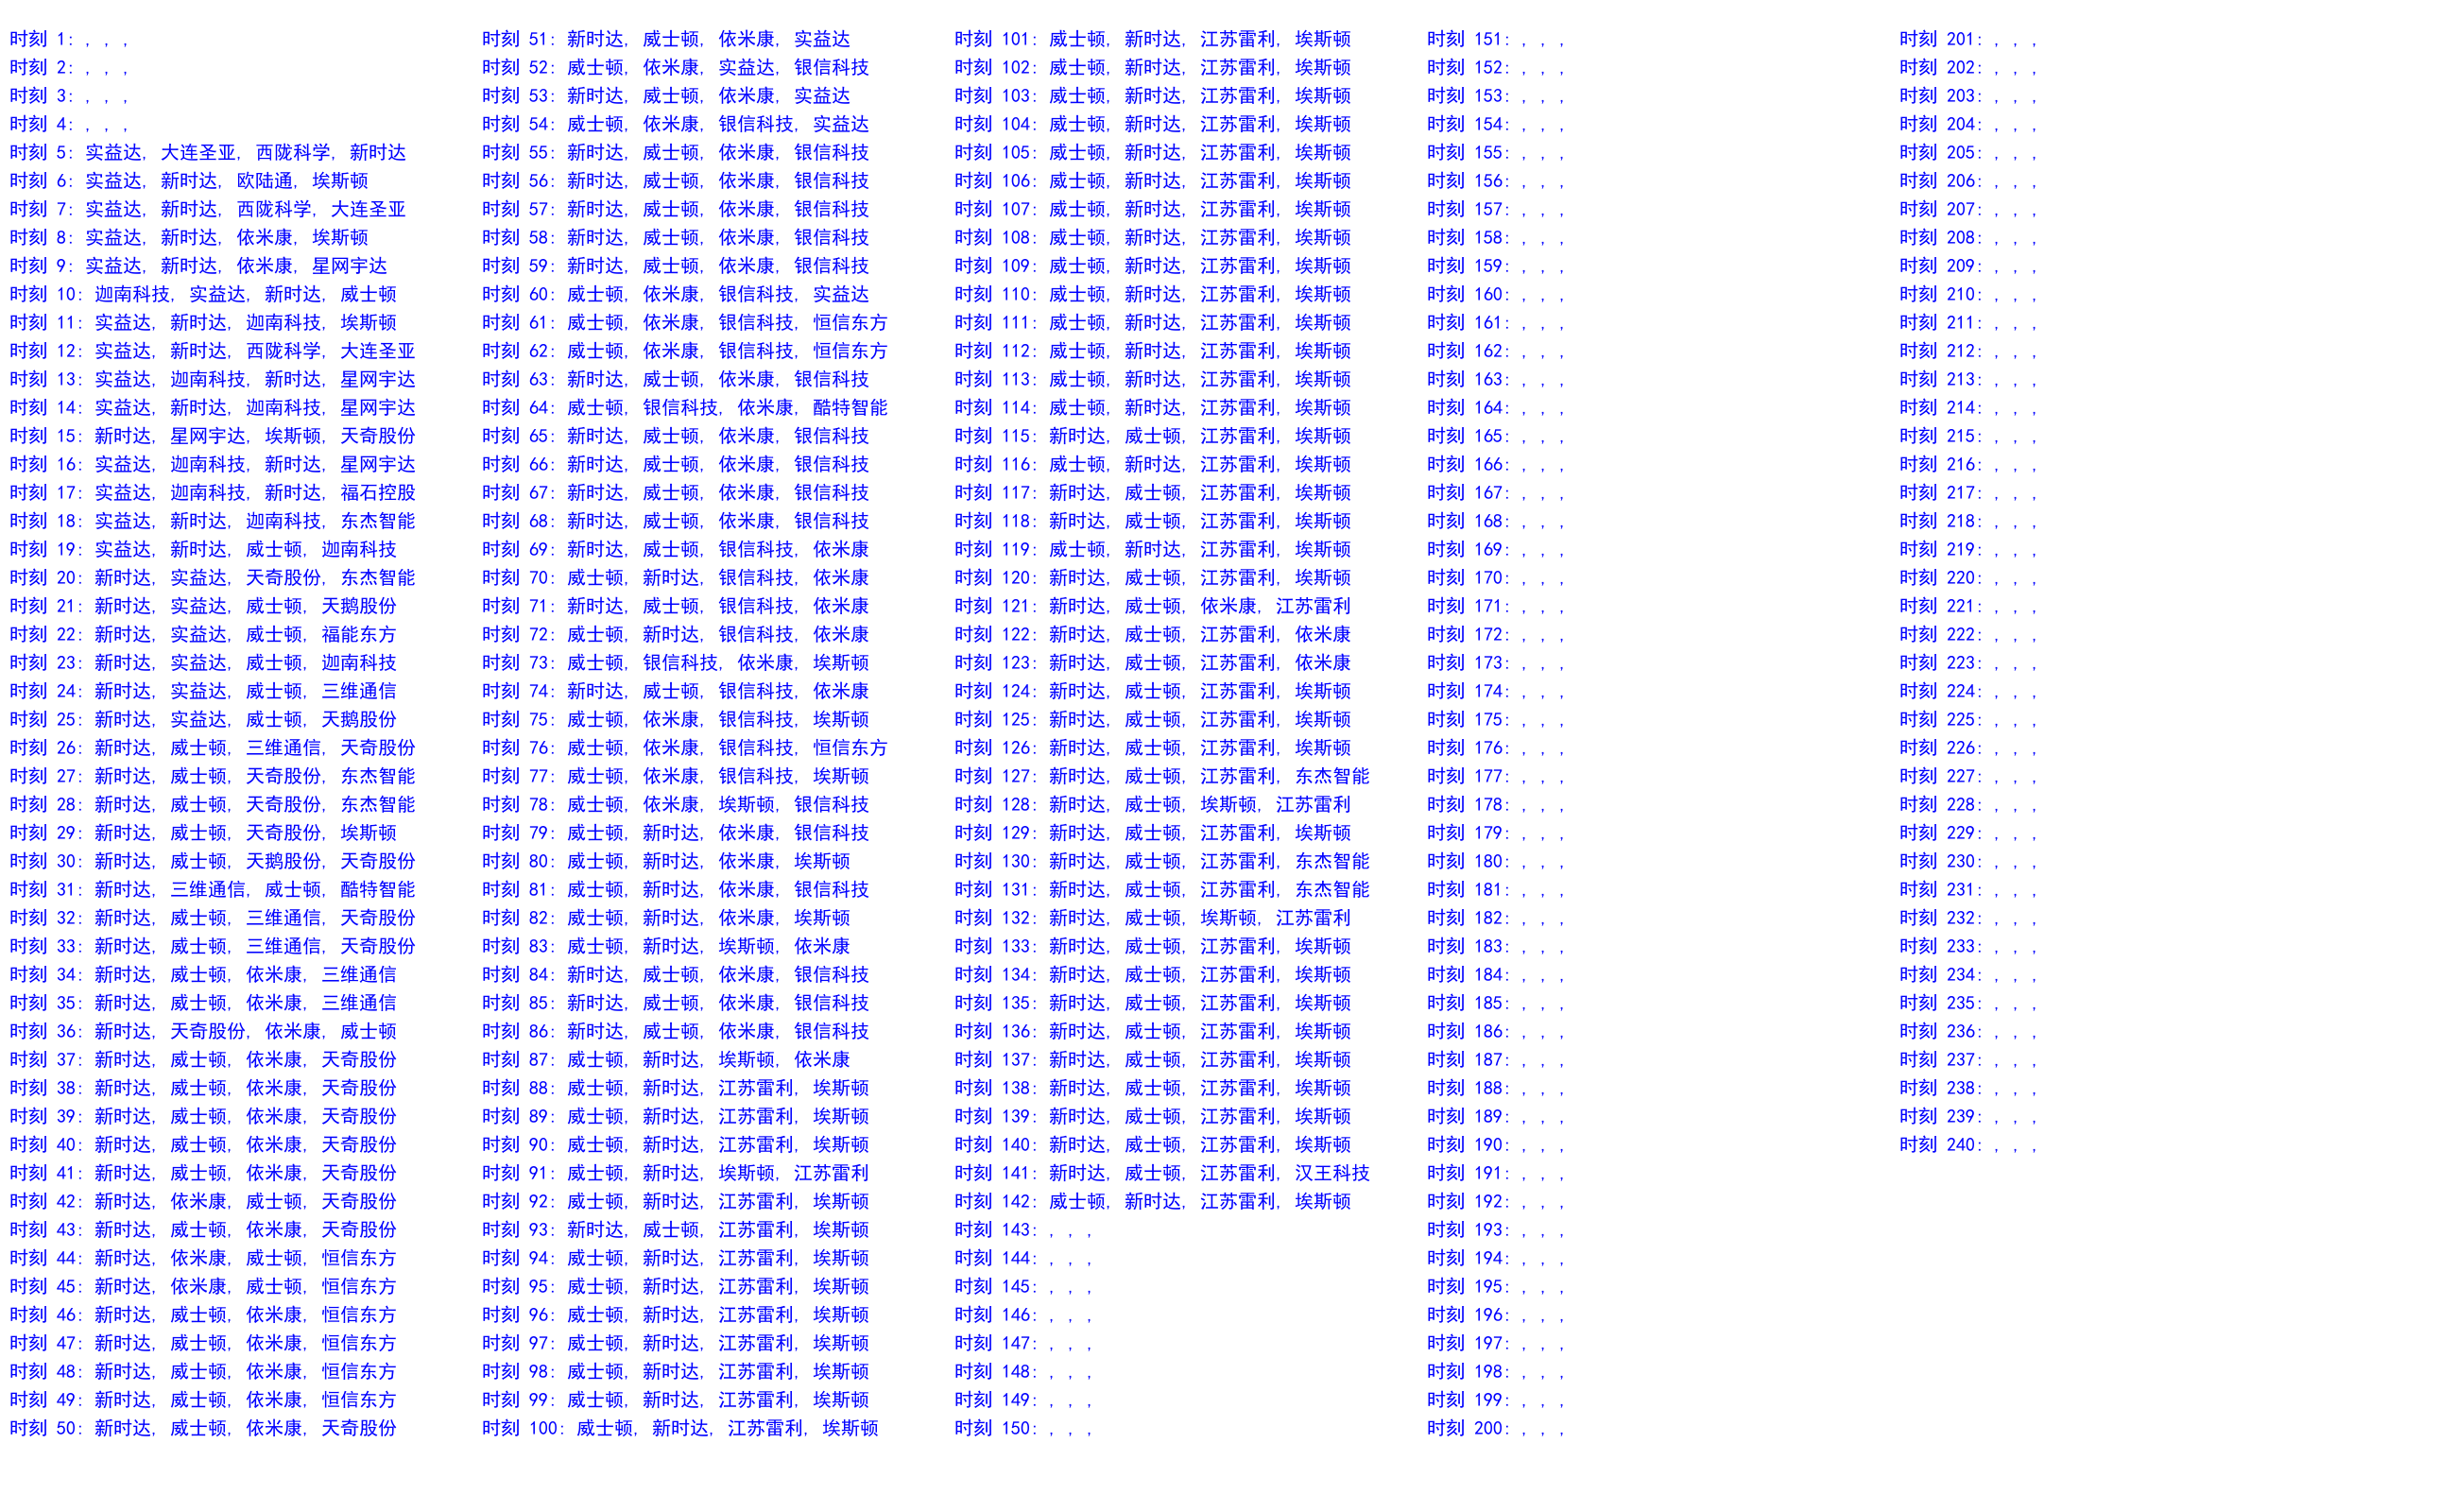 时刻 1: , , ,
时刻 2: , , ,
时刻 3: , , ,
时刻 4: , , ,
时刻 5: 实益达, 大连圣亚, 西陇科学, 新时达
时刻 6: 实益达, 新时达, 欧陆通, 埃斯顿
时刻 7: 实益达, 新时达, 西陇科学, 大连圣亚
时刻 8: 实益达, 新时达, 依米康, 埃斯顿
时刻 9: 实益达, 新时达, 依米康, 星网宇达
时刻 10: 迦南科技, 实益达, 新时达, 威士顿
时刻 11: 实益达, 新时达, 迦南科技, 埃斯顿
时刻 12: 实益达, 新时达, 西陇科学, 大连圣亚
时刻 13: 实益达, 迦南科技, 新时达, 星网宇达
时刻 14: 实益达, 新时达, 迦南科技, 星网宇达
时刻 15: 新时达, 星网宇达, 埃斯顿, 天奇股份
时刻 16: 实益达, 迦南科技, 新时达, 星网宇达
时刻 17: 实益达, 迦南科技, 新时达, 福石控股
时刻 18: 实益达, 新时达, 迦南科技, 东杰智能
时刻 19: 实益达, 新时达, 威士顿, 迦南科技
时刻 20: 新时达, 实益达, 天奇股份, 东杰智能
时刻 21: 新时达, 实益达, 威士顿, 天鹅股份
时刻 22: 新时达, 实益达, 威士顿, 福能东方
时刻 23: 新时达, 实益达, 威士顿, 迦南科技
时刻 24: 新时达, 实益达, 威士顿, 三维通信
时刻 25: 新时达, 实益达, 威士顿, 天鹅股份
时刻 26: 新时达, 威士顿, 三维通信, 天奇股份
时刻 27: 新时达, 威士顿, 天奇股份, 东杰智能
时刻 28: 新时达, 威士顿, 天奇股份, 东杰智能
时刻 29: 新时达, 威士顿, 天奇股份, 埃斯顿
时刻 30: 新时达, 威士顿, 天鹅股份, 天奇股份
时刻 31: 新时达, 三维通信, 威士顿, 酷特智能
时刻 32: 新时达, 威士顿, 三维通信, 天奇股份
时刻 33: 新时达, 威士顿, 三维通信, 天奇股份
时刻 34: 新时达, 威士顿, 依米康, 三维通信
时刻 35: 新时达, 威士顿, 依米康, 三维通信
时刻 36: 新时达, 天奇股份, 依米康, 威士顿
时刻 37: 新时达, 威士顿, 依米康, 天奇股份
时刻 38: 新时达, 威士顿, 依米康, 天奇股份
时刻 39: 新时达, 威士顿, 依米康, 天奇股份
时刻 40: 新时达, 威士顿, 依米康, 天奇股份
时刻 41: 新时达, 威士顿, 依米康, 天奇股份
时刻 42: 新时达, 依米康, 威士顿, 天奇股份
时刻 43: 新时达, 威士顿, 依米康, 天奇股份
时刻 44: 新时达, 依米康, 威士顿, 恒信东方
时刻 45: 新时达, 依米康, 威士顿, 恒信东方
时刻 46: 新时达, 威士顿, 依米康, 恒信东方
时刻 47: 新时达, 威士顿, 依米康, 恒信东方
时刻 48: 新时达, 威士顿, 依米康, 恒信东方
时刻 49: 新时达, 威士顿, 依米康, 恒信东方
时刻 50: 新时达, 威士顿, 依米康, 天奇股份
时刻 51: 新时达, 威士顿, 依米康, 实益达
时刻 52: 威士顿, 依米康, 实益达, 银信科技
时刻 53: 新时达, 威士顿, 依米康, 实益达
时刻 54: 威士顿, 依米康, 银信科技, 实益达
时刻 55: 新时达, 威士顿, 依米康, 银信科技
时刻 56: 新时达, 威士顿, 依米康, 银信科技
时刻 57: 新时达, 威士顿, 依米康, 银信科技
时刻 58: 新时达, 威士顿, 依米康, 银信科技
时刻 59: 新时达, 威士顿, 依米康, 银信科技
时刻 60: 威士顿, 依米康, 银信科技, 实益达
时刻 61: 威士顿, 依米康, 银信科技, 恒信东方
时刻 62: 威士顿, 依米康, 银信科技, 恒信东方
时刻 63: 新时达, 威士顿, 依米康, 银信科技
时刻 64: 威士顿, 银信科技, 依米康, 酷特智能
时刻 65: 新时达, 威士顿, 依米康, 银信科技
时刻 66: 新时达, 威士顿, 依米康, 银信科技
时刻 67: 新时达, 威士顿, 依米康, 银信科技
时刻 68: 新时达, 威士顿, 依米康, 银信科技
时刻 69: 新时达, 威士顿, 银信科技, 依米康
时刻 70: 威士顿, 新时达, 银信科技, 依米康
时刻 71: 新时达, 威士顿, 银信科技, 依米康
时刻 72: 威士顿, 新时达, 银信科技, 依米康
时刻 73: 威士顿, 银信科技, 依米康, 埃斯顿
时刻 74: 新时达, 威士顿, 银信科技, 依米康
时刻 75: 威士顿, 依米康, 银信科技, 埃斯顿
时刻 76: 威士顿, 依米康, 银信科技, 恒信东方
时刻 77: 威士顿, 依米康, 银信科技, 埃斯顿
时刻 78: 威士顿, 依米康, 埃斯顿, 银信科技
时刻 79: 威士顿, 新时达, 依米康, 银信科技
时刻 80: 威士顿, 新时达, 依米康, 埃斯顿
时刻 81: 威士顿, 新时达, 依米康, 银信科技
时刻 82: 威士顿, 新时达, 依米康, 埃斯顿
时刻 83: 威士顿, 新时达, 埃斯顿, 依米康
时刻 84: 新时达, 威士顿, 依米康, 银信科技
时刻 85: 新时达, 威士顿, 依米康, 银信科技
时刻 86: 新时达, 威士顿, 依米康, 银信科技
时刻 87: 威士顿, 新时达, 埃斯顿, 依米康
时刻 88: 威士顿, 新时达, 江苏雷利, 埃斯顿
时刻 89: 威士顿, 新时达, 江苏雷利, 埃斯顿
时刻 90: 威士顿, 新时达, 江苏雷利, 埃斯顿
时刻 91: 威士顿, 新时达, 埃斯顿, 江苏雷利
时刻 92: 威士顿, 新时达, 江苏雷利, 埃斯顿
时刻 93: 新时达, 威士顿, 江苏雷利, 埃斯顿
时刻 94: 威士顿, 新时达, 江苏雷利, 埃斯顿
时刻 95: 威士顿, 新时达, 江苏雷利, 埃斯顿
时刻 96: 威士顿, 新时达, 江苏雷利, 埃斯顿
时刻 97: 威士顿, 新时达, 江苏雷利, 埃斯顿
时刻 98: 威士顿, 新时达, 江苏雷利, 埃斯顿
时刻 99: 威士顿, 新时达, 江苏雷利, 埃斯顿
时刻 100: 威士顿, 新时达, 江苏雷利, 埃斯顿
时刻 101: 威士顿, 新时达, 江苏雷利, 埃斯顿
时刻 102: 威士顿, 新时达, 江苏雷利, 埃斯顿
时刻 103: 威士顿, 新时达, 江苏雷利, 埃斯顿
时刻 104: 威士顿, 新时达, 江苏雷利, 埃斯顿
时刻 105: 威士顿, 新时达, 江苏雷利, 埃斯顿
时刻 106: 威士顿, 新时达, 江苏雷利, 埃斯顿
时刻 107: 威士顿, 新时达, 江苏雷利, 埃斯顿
时刻 108: 威士顿, 新时达, 江苏雷利, 埃斯顿
时刻 109: 威士顿, 新时达, 江苏雷利, 埃斯顿
时刻 110: 威士顿, 新时达, 江苏雷利, 埃斯顿
时刻 111: 威士顿, 新时达, 江苏雷利, 埃斯顿
时刻 112: 威士顿, 新时达, 江苏雷利, 埃斯顿
时刻 113: 威士顿, 新时达, 江苏雷利, 埃斯顿
时刻 114: 威士顿, 新时达, 江苏雷利, 埃斯顿
时刻 115: 新时达, 威士顿, 江苏雷利, 埃斯顿
时刻 116: 威士顿, 新时达, 江苏雷利, 埃斯顿
时刻 117: 新时达, 威士顿, 江苏雷利, 埃斯顿
时刻 118: 新时达, 威士顿, 江苏雷利, 埃斯顿
时刻 119: 威士顿, 新时达, 江苏雷利, 埃斯顿
时刻 120: 新时达, 威士顿, 江苏雷利, 埃斯顿
时刻 121: 新时达, 威士顿, 依米康, 江苏雷利
时刻 122: 新时达, 威士顿, 江苏雷利, 依米康
时刻 123: 新时达, 威士顿, 江苏雷利, 依米康
时刻 124: 新时达, 威士顿, 江苏雷利, 埃斯顿
时刻 125: 新时达, 威士顿, 江苏雷利, 埃斯顿
时刻 126: 新时达, 威士顿, 江苏雷利, 埃斯顿
时刻 127: 新时达, 威士顿, 江苏雷利, 东杰智能
时刻 128: 新时达, 威士顿, 埃斯顿, 江苏雷利
时刻 129: 新时达, 威士顿, 江苏雷利, 埃斯顿
时刻 130: 新时达, 威士顿, 江苏雷利, 东杰智能
时刻 131: 新时达, 威士顿, 江苏雷利, 东杰智能
时刻 132: 新时达, 威士顿, 埃斯顿, 江苏雷利
时刻 133: 新时达, 威士顿, 江苏雷利, 埃斯顿
时刻 134: 新时达, 威士顿, 江苏雷利, 埃斯顿
时刻 135: 新时达, 威士顿, 江苏雷利, 埃斯顿
时刻 136: 新时达, 威士顿, 江苏雷利, 埃斯顿
时刻 137: 新时达, 威士顿, 江苏雷利, 埃斯顿
时刻 138: 新时达, 威士顿, 江苏雷利, 埃斯顿
时刻 139: 新时达, 威士顿, 江苏雷利, 埃斯顿
时刻 140: 新时达, 威士顿, 江苏雷利, 埃斯顿
时刻 141: 新时达, 威士顿, 江苏雷利, 汉王科技
时刻 142: 威士顿, 新时达, 江苏雷利, 埃斯顿
时刻 143: , , ,
时刻 144: , , ,
时刻 145: , , ,
时刻 146: , , ,
时刻 147: , , ,
时刻 148: , , ,
时刻 149: , , ,
时刻 150: , , ,
时刻 151: , , ,
时刻 152: , , ,
时刻 153: , , ,
时刻 154: , , ,
时刻 155: , , ,
时刻 156: , , ,
时刻 157: , , ,
时刻 158: , , ,
时刻 159: , , ,
时刻 160: , , ,
时刻 161: , , ,
时刻 162: , , ,
时刻 163: , , ,
时刻 164: , , ,
时刻 165: , , ,
时刻 166: , , ,
时刻 167: , , ,
时刻 168: , , ,
时刻 169: , , ,
时刻 170: , , ,
时刻 171: , , ,
时刻 172: , , ,
时刻 173: , , ,
时刻 174: , , ,
时刻 175: , , ,
时刻 176: , , ,
时刻 177: , , ,
时刻 178: , , ,
时刻 179: , , ,
时刻 180: , , ,
时刻 181: , , ,
时刻 182: , , ,
时刻 183: , , ,
时刻 184: , , ,
时刻 185: , , ,
时刻 186: , , ,
时刻 187: , , ,
时刻 188: , , ,
时刻 189: , , ,
时刻 190: , , ,
时刻 191: , , ,
时刻 192: , , ,
时刻 193: , , ,
时刻 194: , , ,
时刻 195: , , ,
时刻 196: , , ,
时刻 197: , , ,
时刻 198: , , ,
时刻 199: , , ,
时刻 200: , , ,
时刻 201: , , ,
时刻 202: , , ,
时刻 203: , , ,
时刻 204: , , ,
时刻 205: , , ,
时刻 206: , , ,
时刻 207: , , ,
时刻 208: , , ,
时刻 209: , , ,
时刻 210: , , ,
时刻 211: , , ,
时刻 212: , , ,
时刻 213: , , ,
时刻 214: , , ,
时刻 215: , , ,
时刻 216: , , ,
时刻 217: , , ,
时刻 218: , , ,
时刻 219: , , ,
时刻 220: , , ,
时刻 221: , , ,
时刻 222: , , ,
时刻 223: , , ,
时刻 224: , , ,
时刻 225: , , ,
时刻 226: , , ,
时刻 227: , , ,
时刻 228: , , ,
时刻 229: , , ,
时刻 230: , , ,
时刻 231: , , ,
时刻 232: , , ,
时刻 233: , , ,
时刻 234: , , ,
时刻 235: , , ,
时刻 236: , , ,
时刻 237: , , ,
时刻 238: , , ,
时刻 239: , , ,
时刻 240: , , ,